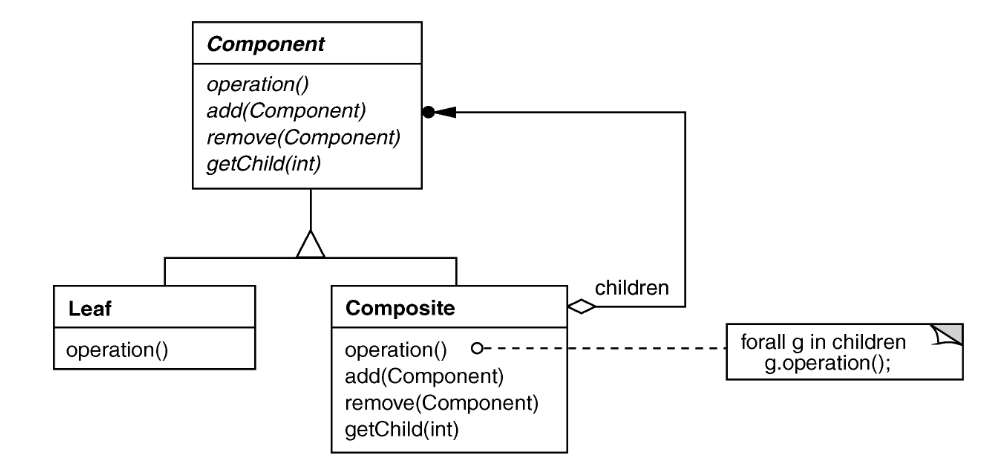 Component
operation()
add(Component)
remove(Component)
getChild(int)
Leaf
operation()
children
Composite
operation()
add(Component)
remove(Component)
getChild(int)
forall g in children
g.operation();